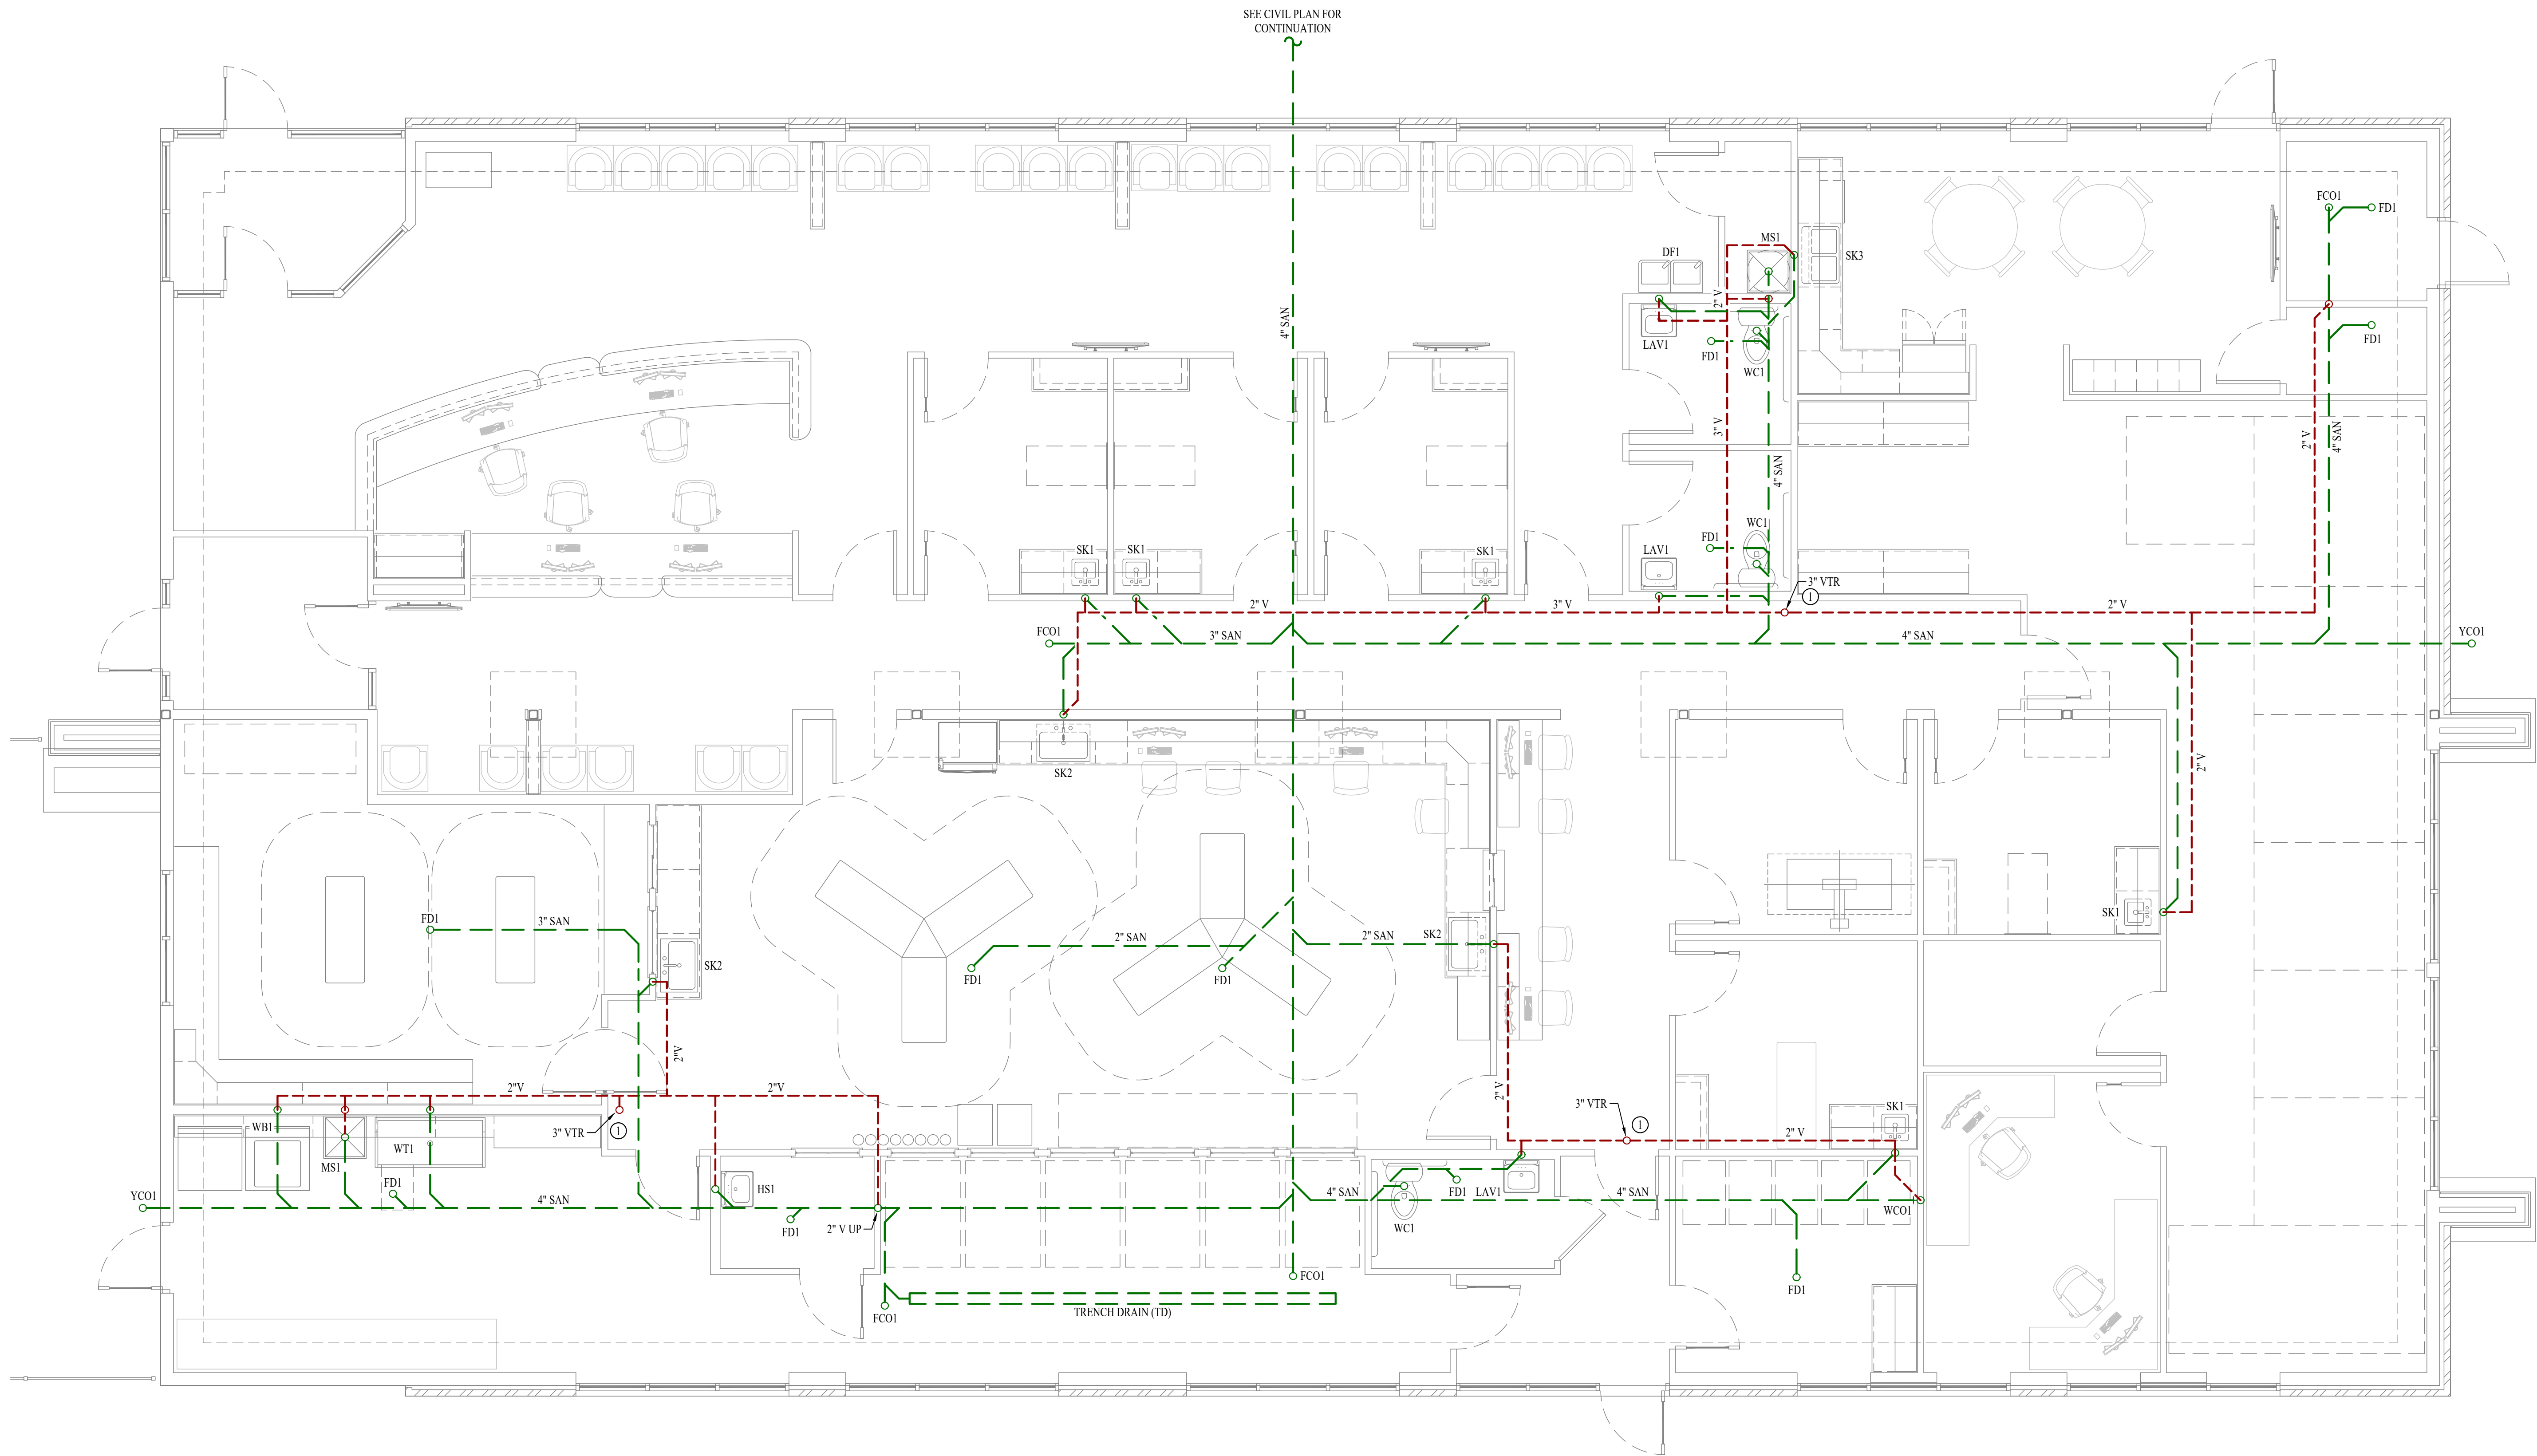 SEE CIVIL PLAN FOR
CONTINUATION
FCO1
FD1
MS1
DF1
SK3
2" V
4" SAN
LAV1
FD1
WC1
FD1
3" V
2" V
4" SAN
4" SAN
WC1
FD1
LAV1
SK1
SK1
SK1
3" VTR
1
2" V
3" V
2" V
FCO1
3" SAN
4" SAN
YCO1
SK2
2" V
FD1
3" SAN
SK1
SK2
2" SAN
2" SAN
SK2
FD1
FD1
2"V
2"V
2"V
2" V
3" VTR
1
SK1
WB1
3" VTR
1
2" V
MS1
WT1
FD1
HS1
YCO1
4" SAN
4" SAN
FD1
LAV1
4" SAN
WCO1
FD1
2" V UP
WC1
FCO1
FD1
FCO1
TRENCH DRAIN (TD)